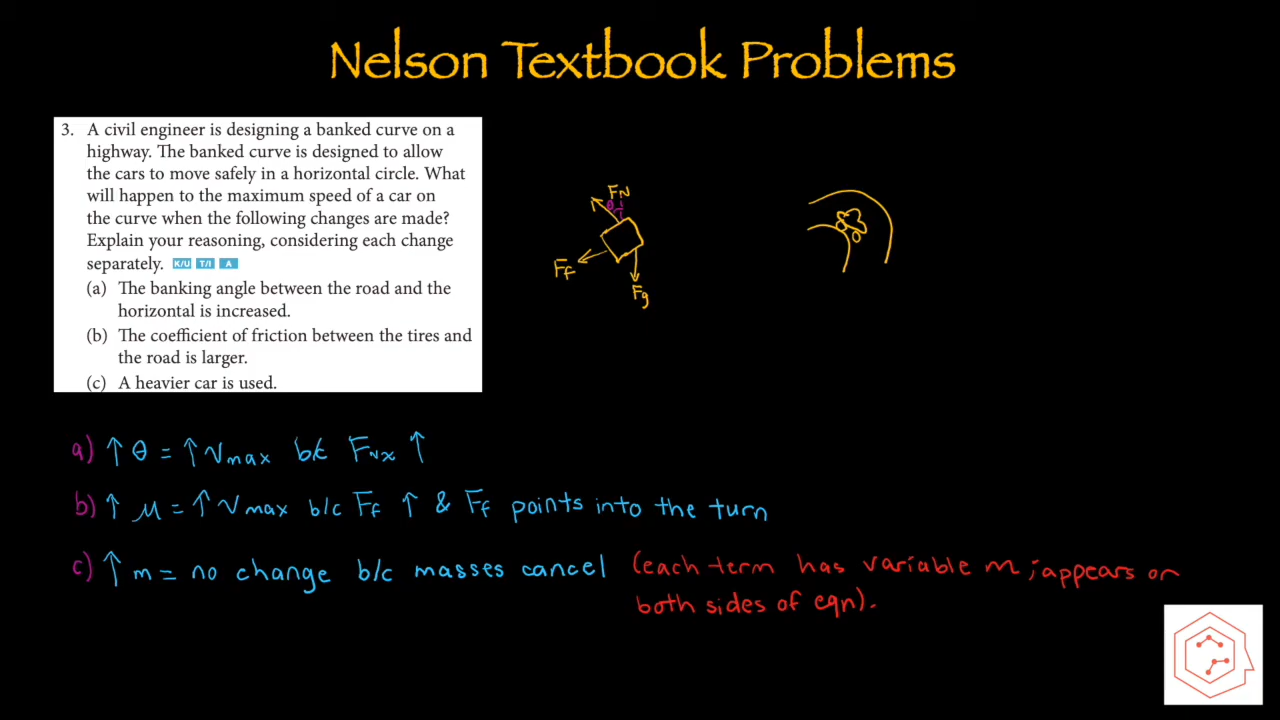 Nelson Textbook Problems
3. A civil engineer is designing a banked curve on a
highway. The banked curve is designed to allow
the cars to move safely in a horizontal circle. What
will happen to the maximum speed of a car on
the curve when the following changes are made?
Explain your reasoning, considering each change
separately. K/U T/I A
(a) The banking angle between the road and the
horizontal is increased.
(b) The coefficient of friction between the tires and
the road is larger.
(c) A heavier car is used.
FN
θ
Ff
Fg
a) ↑ θ = ↑ Vmax b/c FNx ↑
b) ↑ μ = ↑ Vmax b/c Ff ↑ & Ff points into the turn
c) ↑ m = no change b/c masses cancel (each term has variable m; appears on
both sides of eqn).